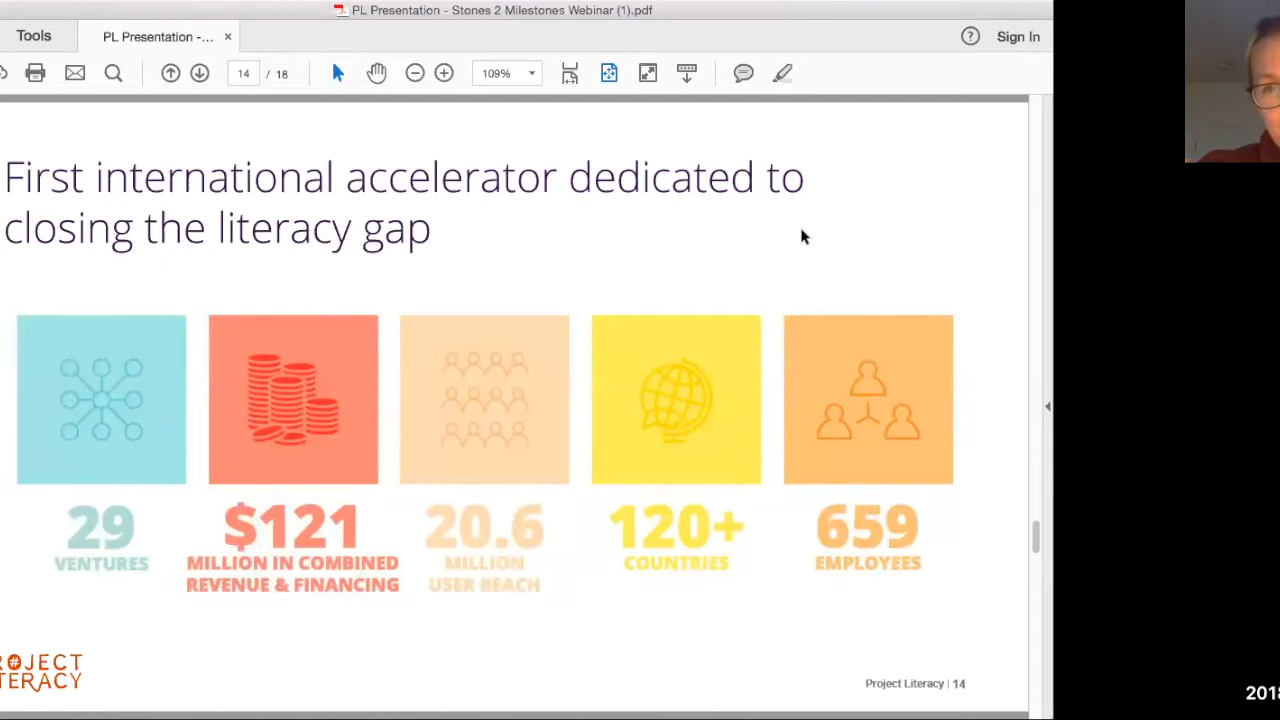 PL Presentation - Stones 2 Milestones Webinar (1).pdf
Tools
PL Presentation -... ×
? Sign In
14 / 18
109%
First international accelerator dedicated to
closing the literacy gap
29
VENTURES
$121
MILLION IN COMBINED
REVENUE & FINANCING
20.6
MILLION
USER REACH
120+
COUNTRIES
659
EMPLOYEES
ROJECT
TERACY
Project Literacy | 14
2018